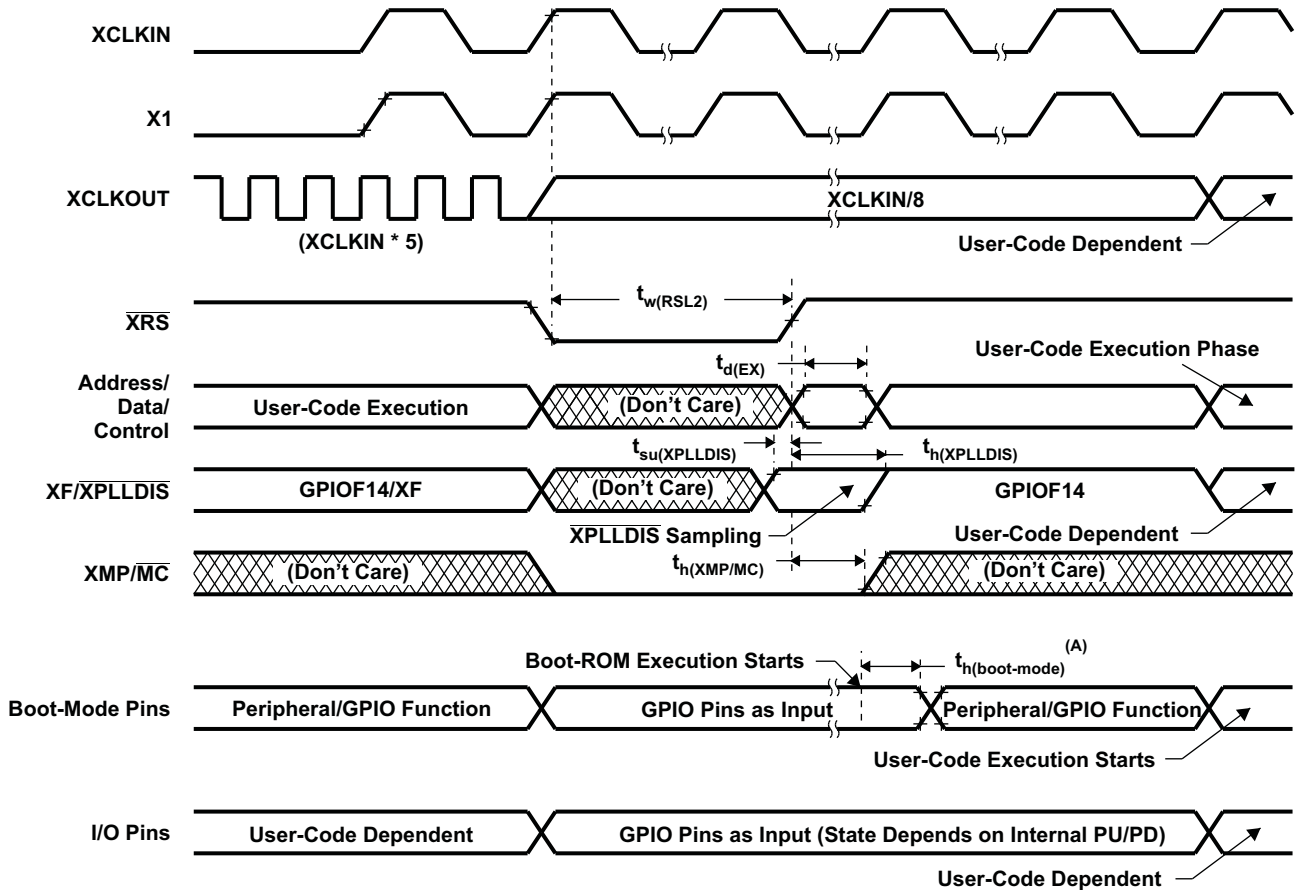 XCLKIN
X1
XCLKOUT
XCLKIN/8
(XCLKIN * 5)
User-Code Dependent
tw(RSL2)
XRS
User-Code Execution Phase
td(EX)
Address/
Data/
Control
User-Code Execution
(Don't Care)
tsu(XPLLDIS)
th(XPLLDIS)
XF/XPLLDIS
GPIOF14/XF
(Don't Care)
GPIOF14
XPLLDIS Sampling
User-Code Dependent
XMP/MC
(Don't Care)
th(XMP/MC)
(Don't Care)
Boot-ROM Execution Starts
th(boot-mode)(A)
Boot-Mode Pins
Peripheral/GPIO Function
GPIO Pins as Input
Peripheral/GPIO Function
User-Code Execution Starts
I/O Pins
User-Code Dependent
GPIO Pins as Input (State Depends on Internal PU/PD)
User-Code Dependent